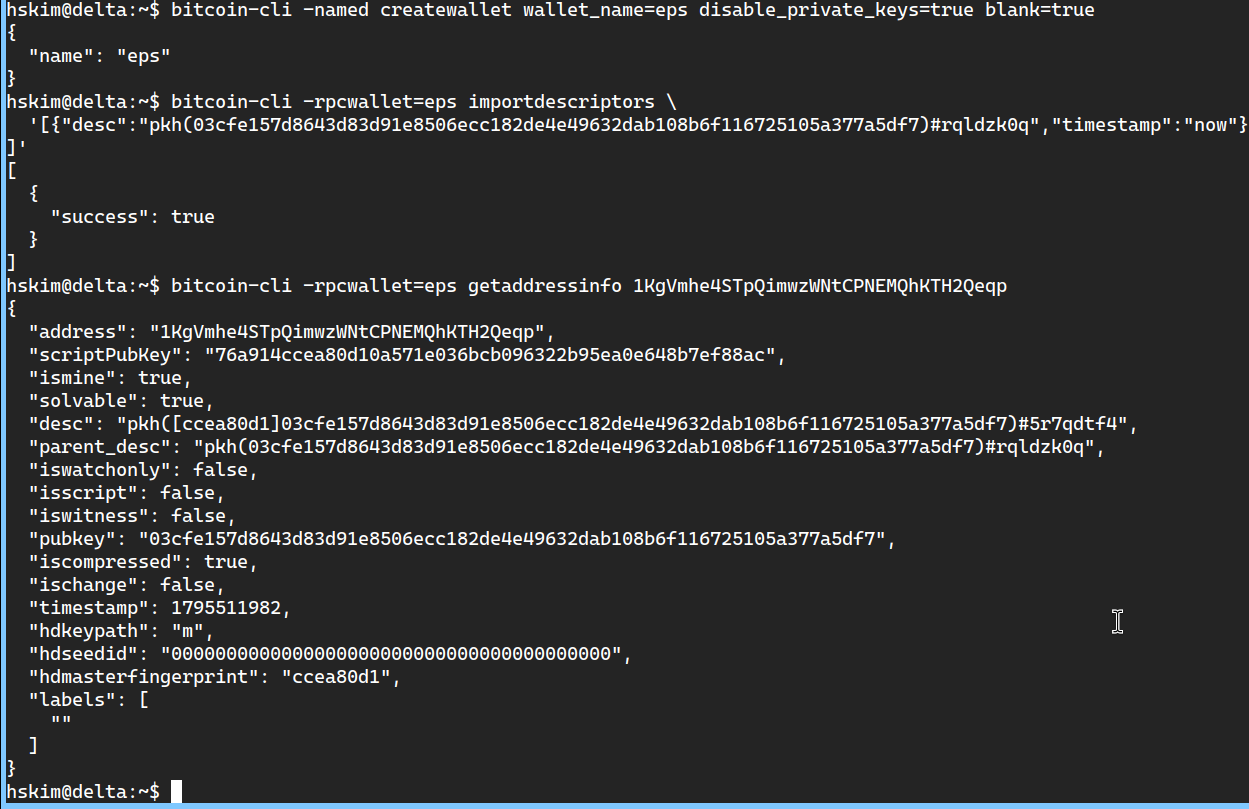 hskim@delta:~$ bitcoin-cli -named createwallet wallet_name=eps disable_private_keys=true blank=true
{
  "name": "eps"
}
hskim@delta:~$ bitcoin-cli -rpcwallet=eps importdescriptors \
  '[{"desc":"pkh(03cfe157d8643d83d91e8506ecc182de4e49632dab108b6f116725105a377a5df7)#rqldzk0q","timestamp":"now"}
]'
[
  {
    "success": true
  }
]
hskim@delta:~$ bitcoin-cli -rpcwallet=eps getaddressinfo 1KgVmhe4STpQimwzWNtCPNEMQhKTH2Qeqp
{
  "address": "1KgVmhe4STpQimwzWNtCPNEMQhKTH2Qeqp",
  "scriptPubKey": "76a914ccea80d10a571e036bcb096322b95ea0e648b7ef88ac",
  "ismine": true,
  "solvable": true,
  "desc": "pkh([ccea80d1]03cfe157d8643d83d91e8506ecc182de4e49632dab108b6f116725105a377a5df7)#5r7qdtf4",
  "parent_desc": "pkh(03cfe157d8643d83d91e8506ecc182de4e49632dab108b6f116725105a377a5df7)#rqldzk0q",
  "iswatchonly": false,
  "isscript": false,
  "iswitness": false,
  "pubkey": "03cfe157d8643d83d91e8506ecc182de4e49632dab108b6f116725105a377a5df7",
  "iscompressed": true,
  "ischange": false,
  "timestamp": 1795511982,
  "hdkeypath": "m",
  "hdseedid": "0000000000000000000000000000000000000000",
  "hdmasterfingerprint": "ccea80d1",
  "labels": [
    ""
  ]
}
hskim@delta:~$